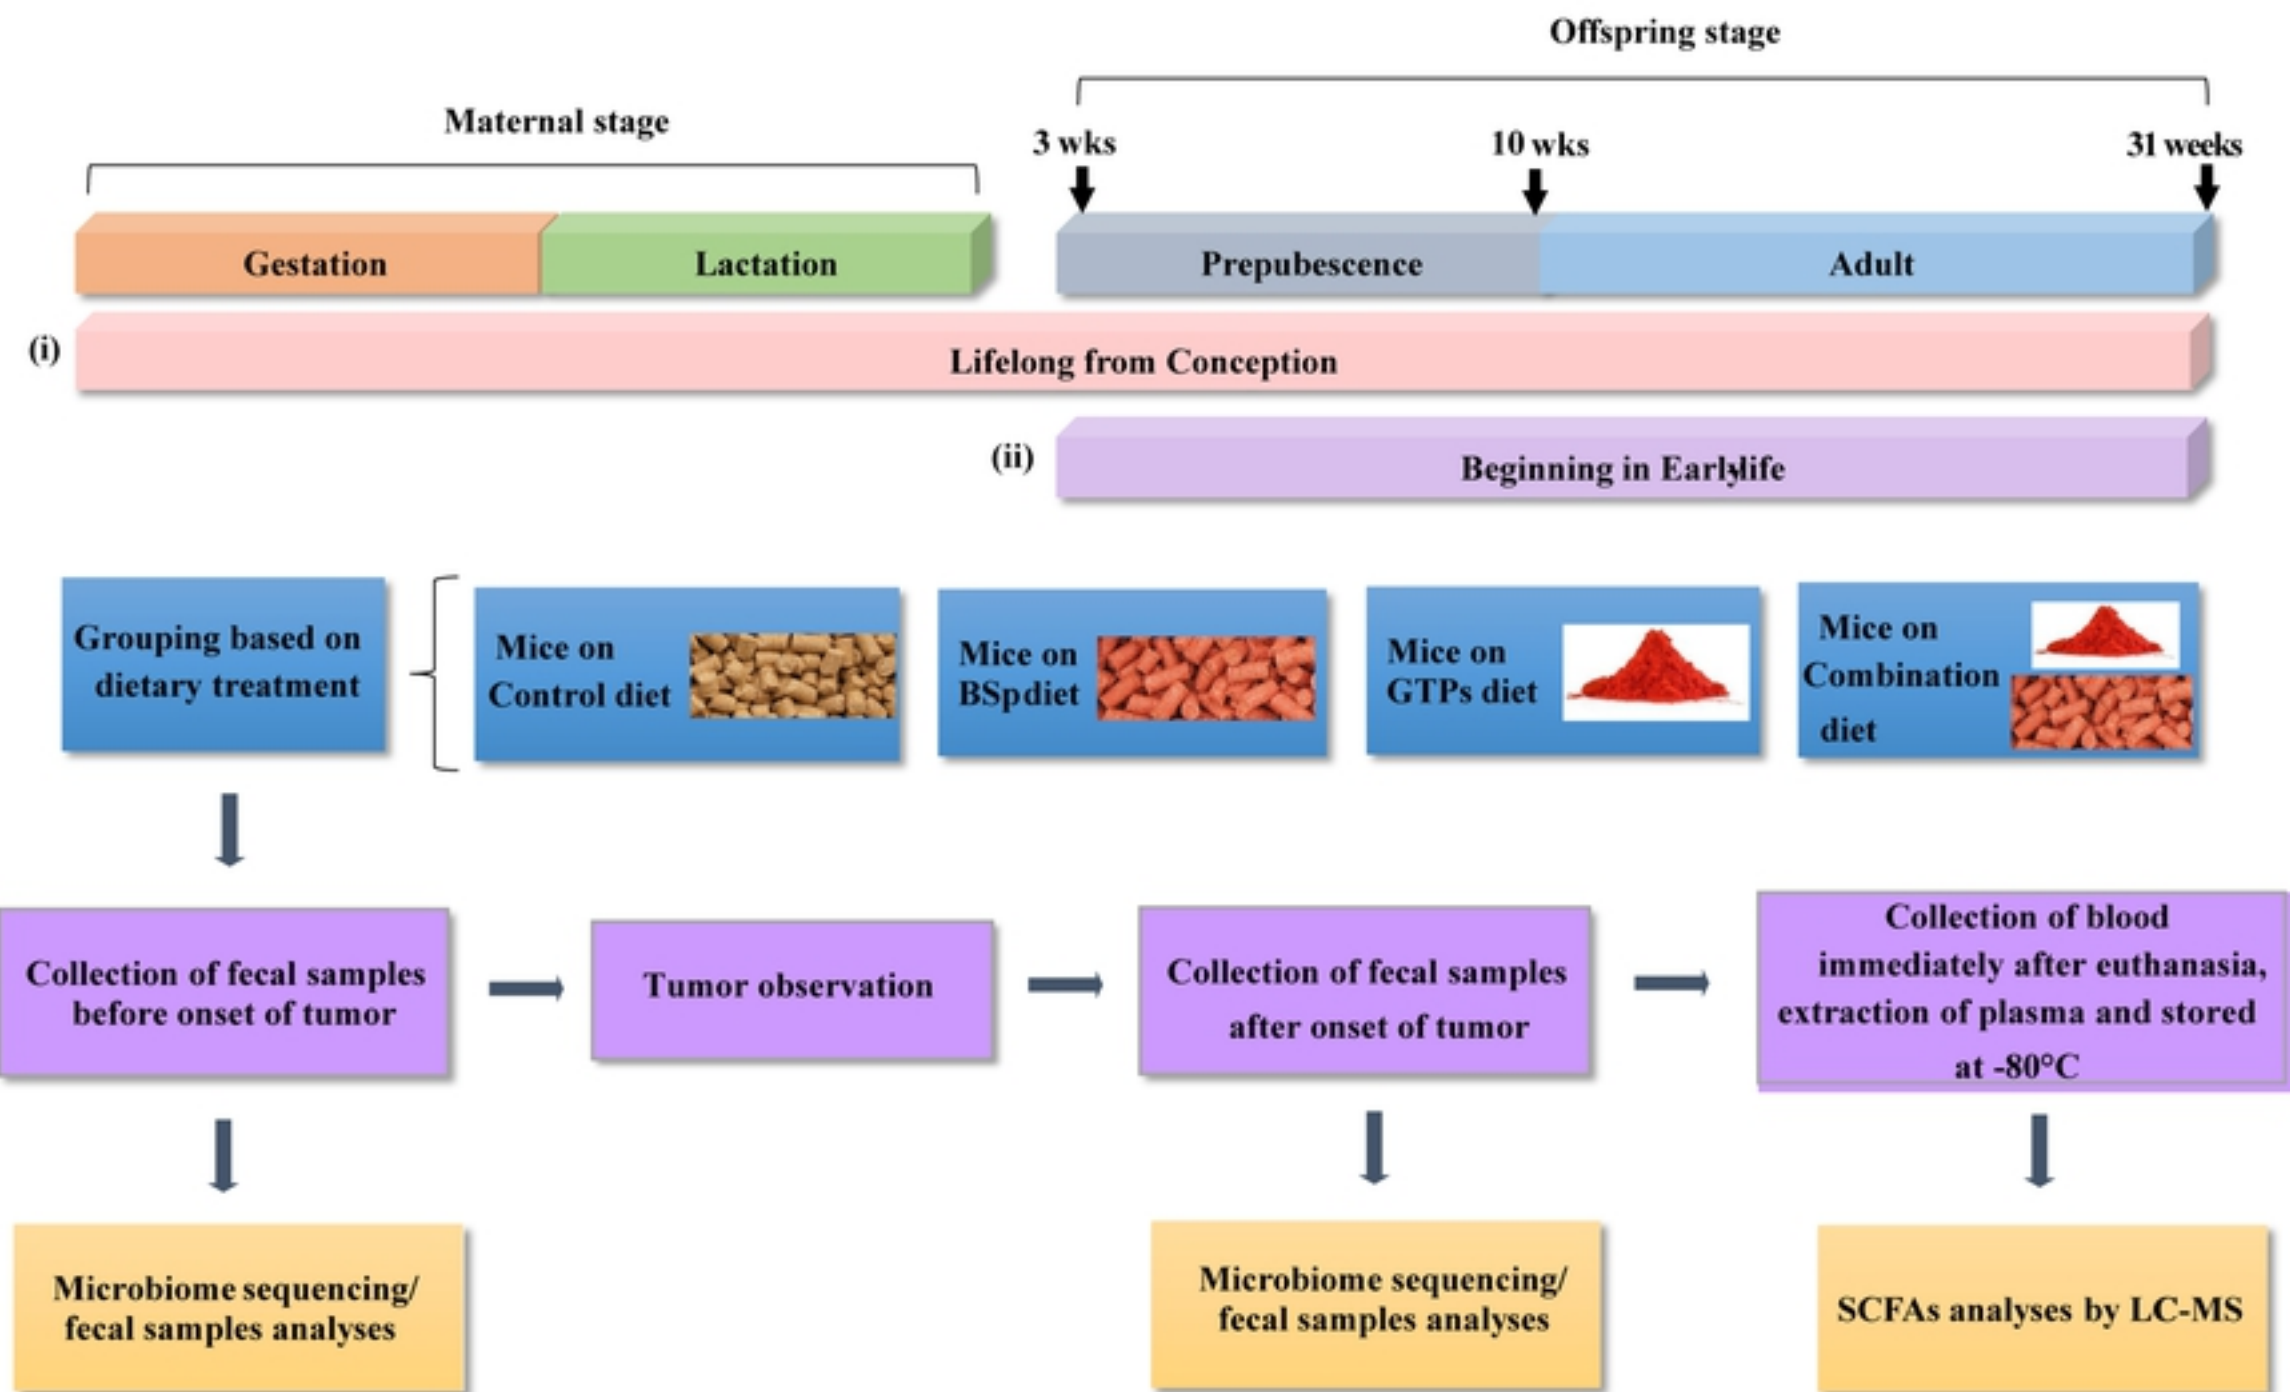 Offspring stage
Maternal stage
3 wks
10 wks
31 weeks
Gestation
Lactation
Prepubescence
Adult
(i)
Lifelong from Conception
(ii)
Beginning in Earlylife
Grouping based on
dietary treatment
Mice on
Control diet
Mice on
BSpdiet
Mice on
GTPs diet
Mice on
Combination
diet
Collection of fecal samples
before onset of tumor
Tumor observation
Collection of fecal samples
after onset of tumor
Collection of blood
immediately after euthanasia,
extraction of plasma and stored
at -80°C
Microbiome sequencing/
fecal samples analyses
Microbiome sequencing/
fecal samples analyses
SCFAs analyses by LC-MS